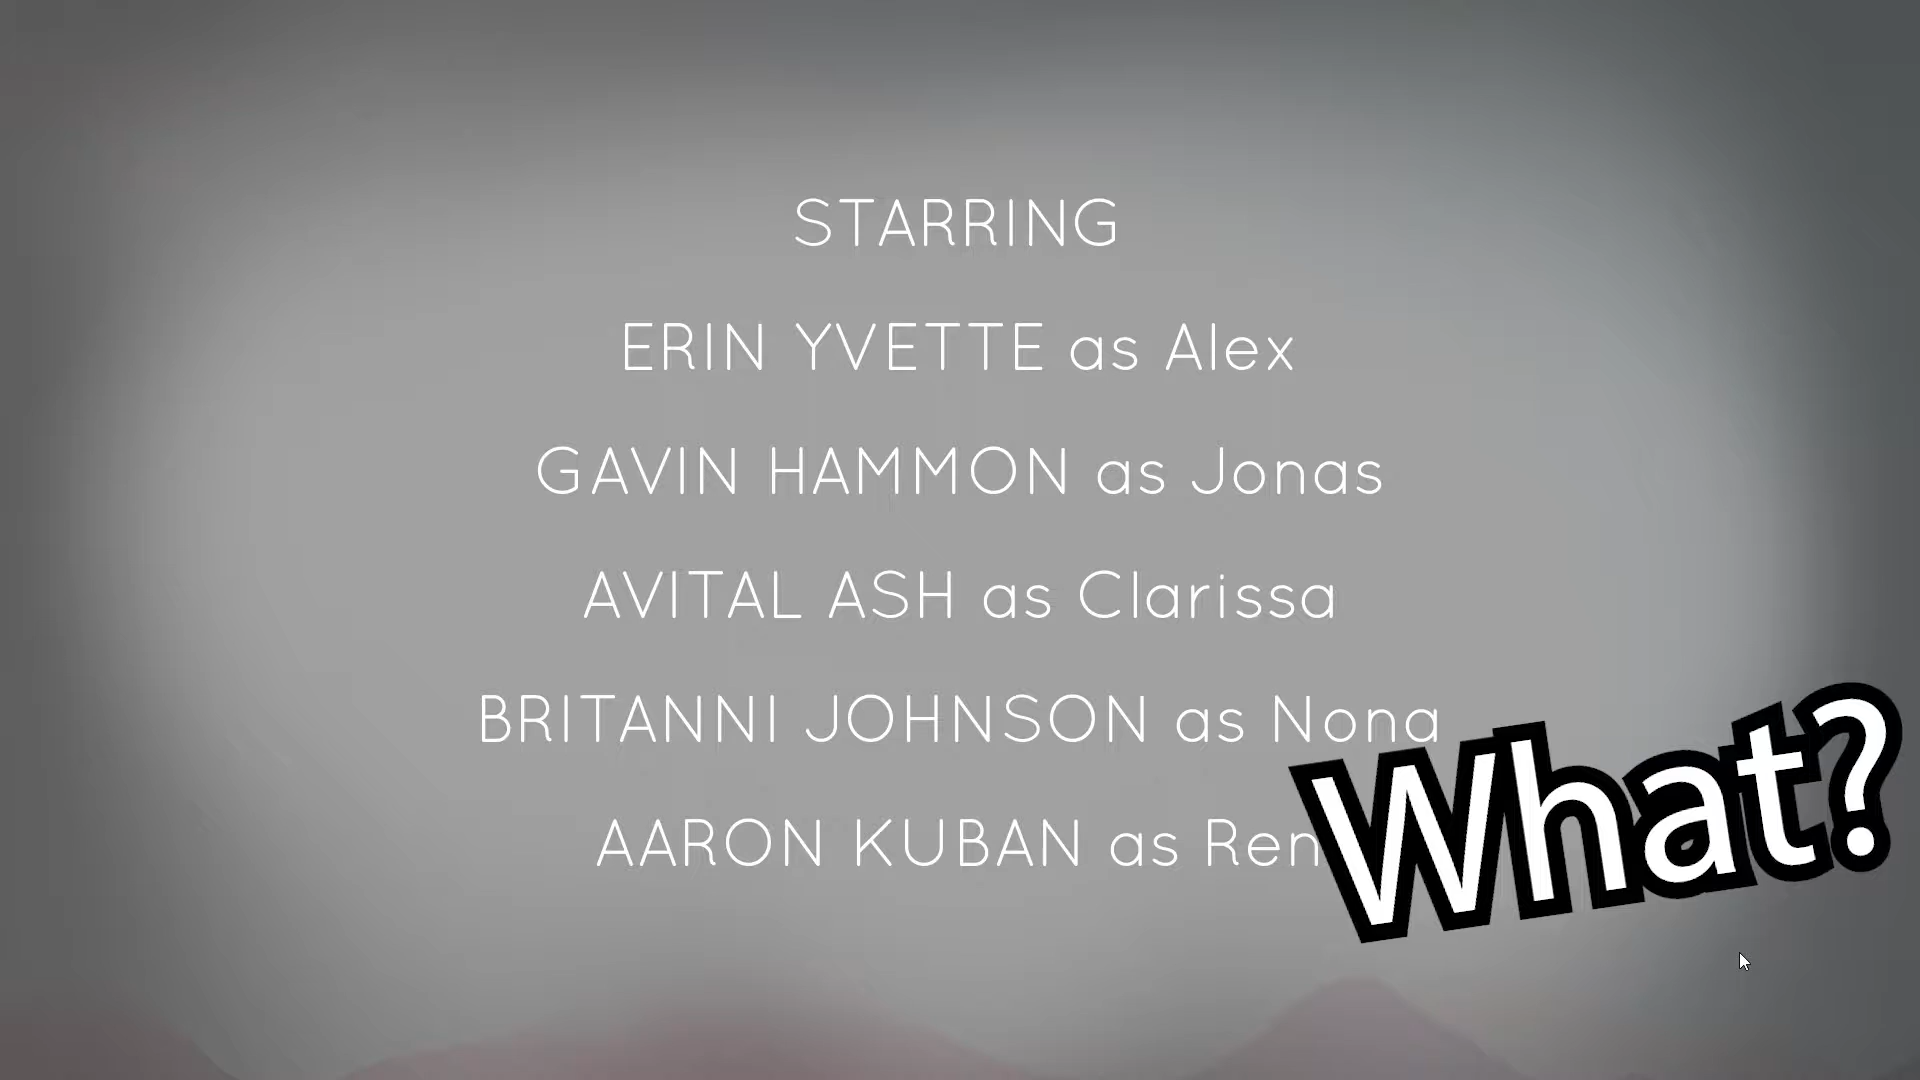 STARRING
ERIN YVETTE as Alex
GAVIN HAMMON as Jonas
AVITAL ASH as Clarissa
BRITANNI JOHNSON as Nona
AARON KUBAN as Ren
What?